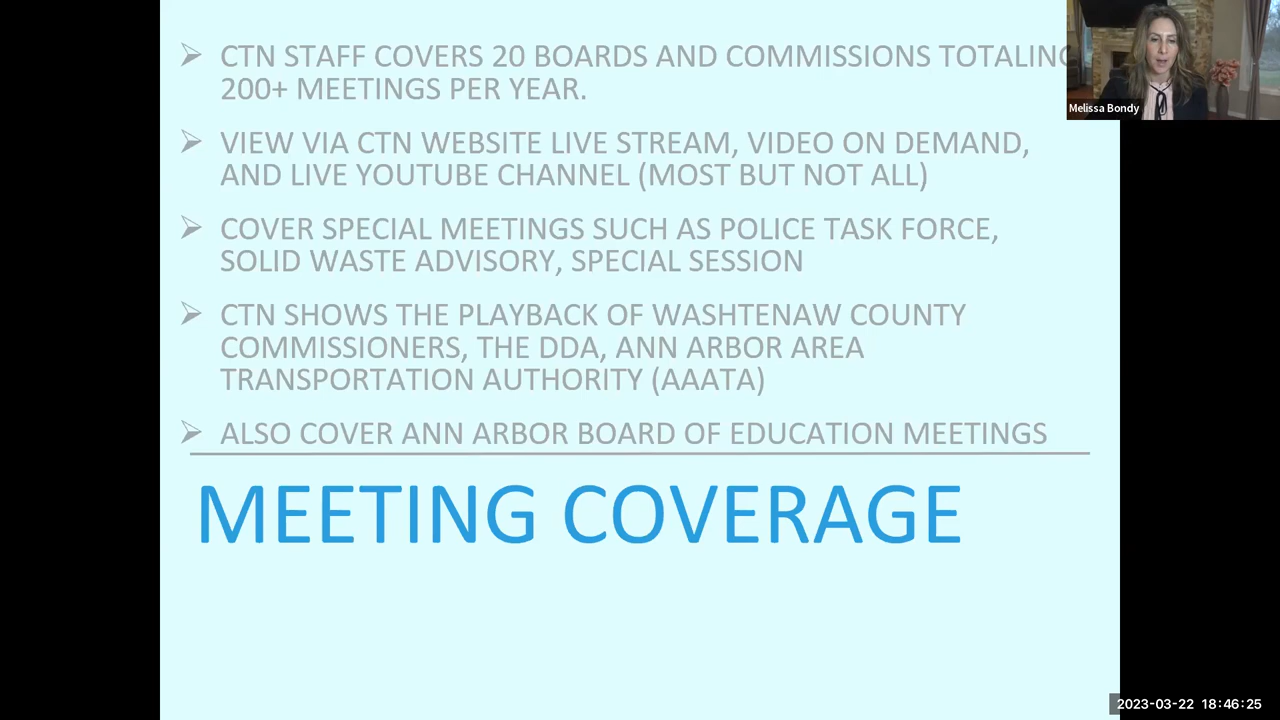 ➢ CTN STAFF COVERS 20 BOARDS AND COMMISSIONS TOTALING
200+ MEETINGS PER YEAR.
➢ VIEW VIA CTN WEBSITE LIVE STREAM, VIDEO ON DEMAND,
AND LIVE YOUTUBE CHANNEL (MOST BUT NOT ALL)
➢ COVER SPECIAL MEETINGS SUCH AS POLICE TASK FORCE,
SOLID WASTE ADVISORY, SPECIAL SESSION
➢ CTN SHOWS THE PLAYBACK OF WASHTENAW COUNTY
COMMISSIONERS, THE DDA, ANN ARBOR AREA
TRANSPORTATION AUTHORITY (AAATA)
➢ ALSO COVER ANN ARBOR BOARD OF EDUCATION MEETINGS
MEETING COVERAGE
Melissa Bondy
2023-03-22 18:46:25